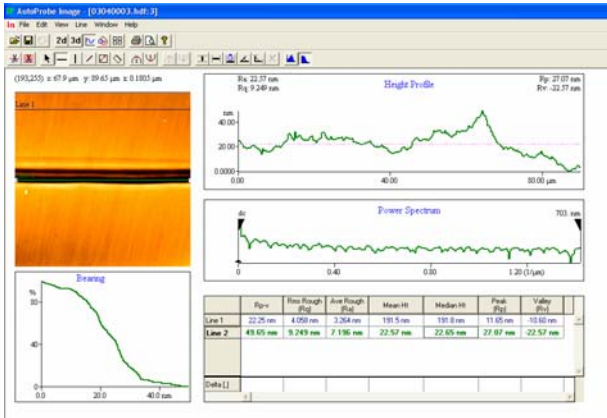 AutoProbe Image - [03040003.hdf:3]
File Edit View Line Window Help
2d 3d
(193,255) x: 67.9 µm y: 89.65 µm z: 0.1805 µm
Line 1
Ra: 22.57 nm
Rq: 9.249 nm
Height Profile
Rp: 27.07 nm
Rv: -22.57 nm
nm
40.00
20.00
0.0000
0.00 40.00 80.00 µm
dc
Power Spectrum
703. nm
0 0.40 0.80 1.20 (1/µm)
Bearing
%
80
40
0
0.0 20.0 40.0 nm
Rp-v Rms Rough (Rq) Ave Rough (Ra) Mean Ht Median Ht Peak (Rp) Valley (Rv)
Line 1 22.25 nm 4.058 nm 3.264 nm 191.5 nm 191.8 nm 11.65 nm -10.60 nm
Line 2 49.65 nm 9.249 nm 7.196 nm 22.57 nm 22.65 nm 27.07 nm -22.57 nm
Delta [.]